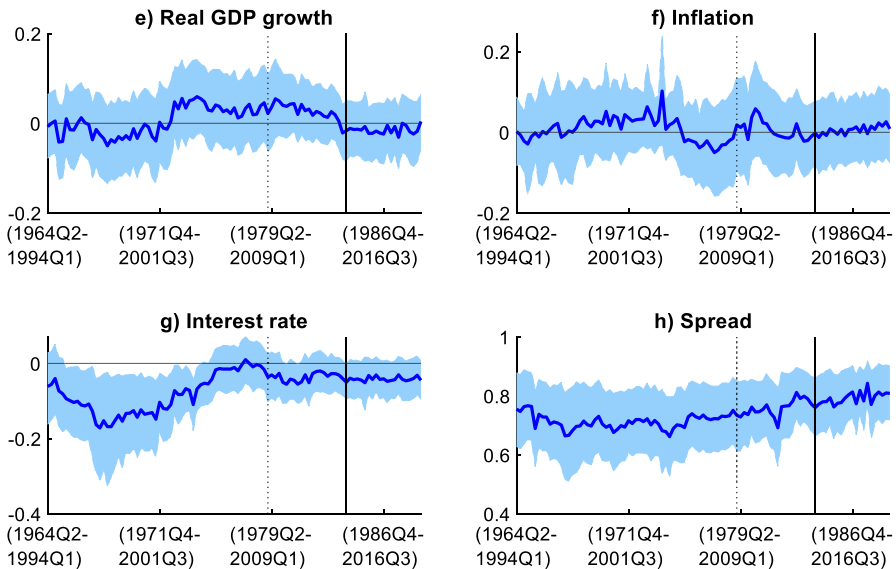 e) Real GDP growth
0.2
0
-0.2
(1964Q2-
1994Q1)
(1971Q4-
2001Q3)
(1979Q2-
2009Q1)
(1986Q4-
2016Q3)
f) Inflation
0.2
0
-0.2
(1964Q2-
1994Q1)
(1971Q4-
2001Q3)
(1979Q2-
2009Q1)
(1986Q4-
2016Q3)
g) Interest rate
0
-0.2
-0.4
(1964Q2-
1994Q1)
(1971Q4-
2001Q3)
(1979Q2-
2009Q1)
(1986Q4-
2016Q3)
h) Spread
1
0.8
0.6
0.4
(1964Q2-
1994Q1)
(1971Q4-
2001Q3)
(1979Q2-
2009Q1)
(1986Q4-
2016Q3)